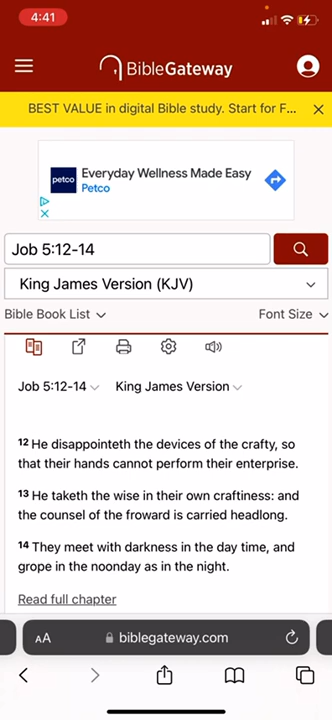 4:41
BibleGateway
BEST VALUE in digital Bible study. Start for F...
petco
Everyday Wellness Made Easy
Petco
Job 5:12-14
King James Version (KJV)
Bible Book List
Font Size
Job 5:12-14 King James Version
12 He disappointeth the devices of the crafty, so
that their hands cannot perform their enterprise.
13 He taketh the wise in their own craftiness: and
the counsel of the froward is carried headlong.
14 They meet with darkness in the day time, and
grope in the noonday as in the night.
Read full chapter
AA biblegateway.com